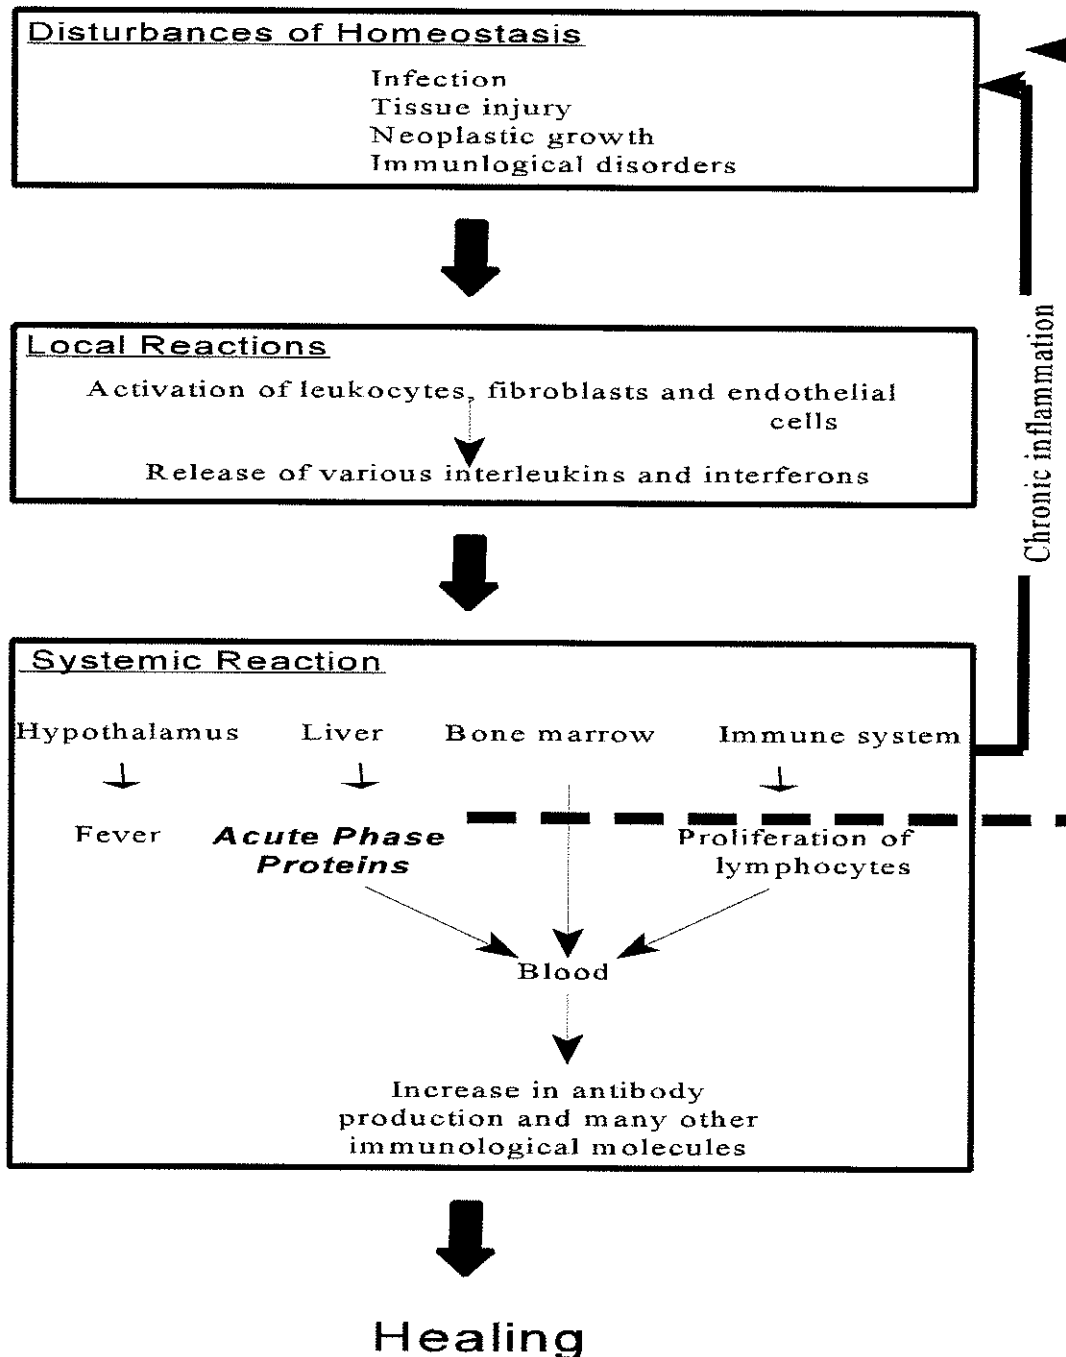 Disturbances of Homeostasis
Infection
Tissue injury
Neoplastic growth
Immunlogical disorders
Local Reactions
Activation of leukocytes, fibroblasts and endothelial
cells
Release of various interleukins and interferons
Chronic inflammation
Systemic Reaction
Hypothalamus Liver Bone marrow Immune system
Fever Acute Phase Proliferation of
Proteins lymphocytes
Blood
Increase in antibody
production and many other
immunological molecules
Healing